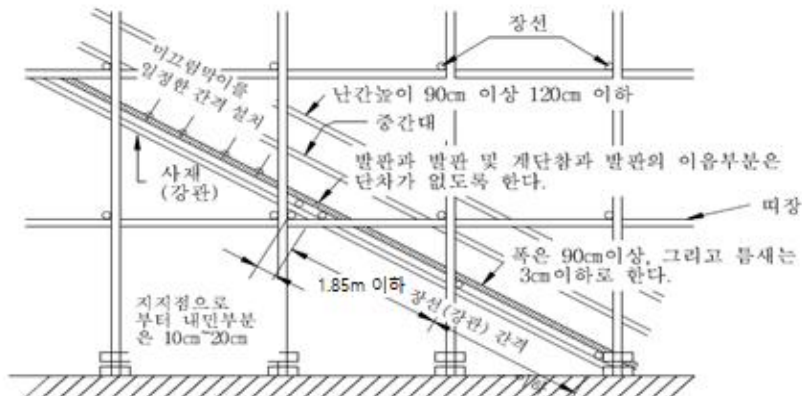 장선
미끄럼막이를
일정한 간격 설치
난간높이 90㎝ 이상 120㎝ 이하
중간대
발판과 발판 및 계단참과 발판의 이음부분은
단차가 없도록 한다.
사재
(강관)
띠장
폭은 90㎝이상, 그리고 틈새는
3㎝이하로 한다.
1.85m 이하
장선(강관) 간격
지지점으로
부터 내민부분
은 10㎝~20㎝